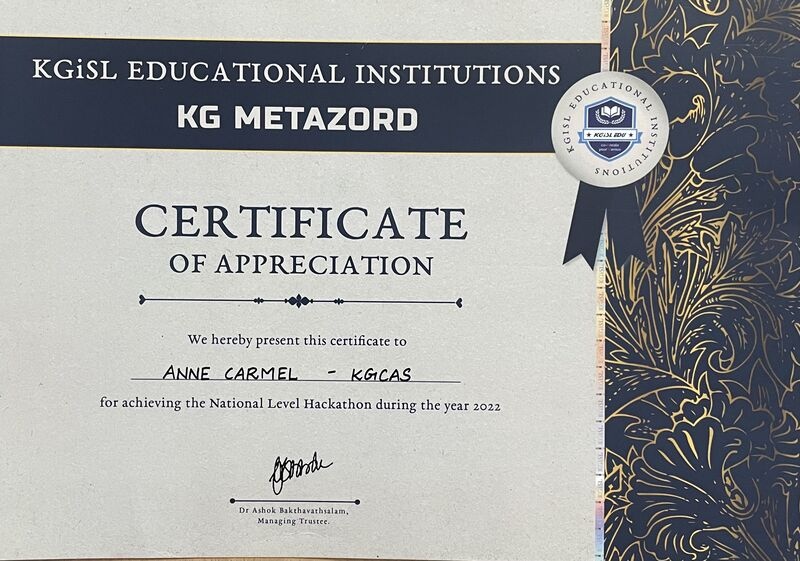 KGiSL EDUCATIONAL INSTITUTIONS
KG METAZORD
KGISL EDUCATIONAL INSTITUTIONS
KGiSL EDU
CERTIFICATE
OF APPRECIATION
We hereby present this certificate to
ANNE CARMEL - KGCAS
for achieving the National Level Hackathon during the year 2022
Dr Ashok Bakthavathsalam,
Managing Trustee.